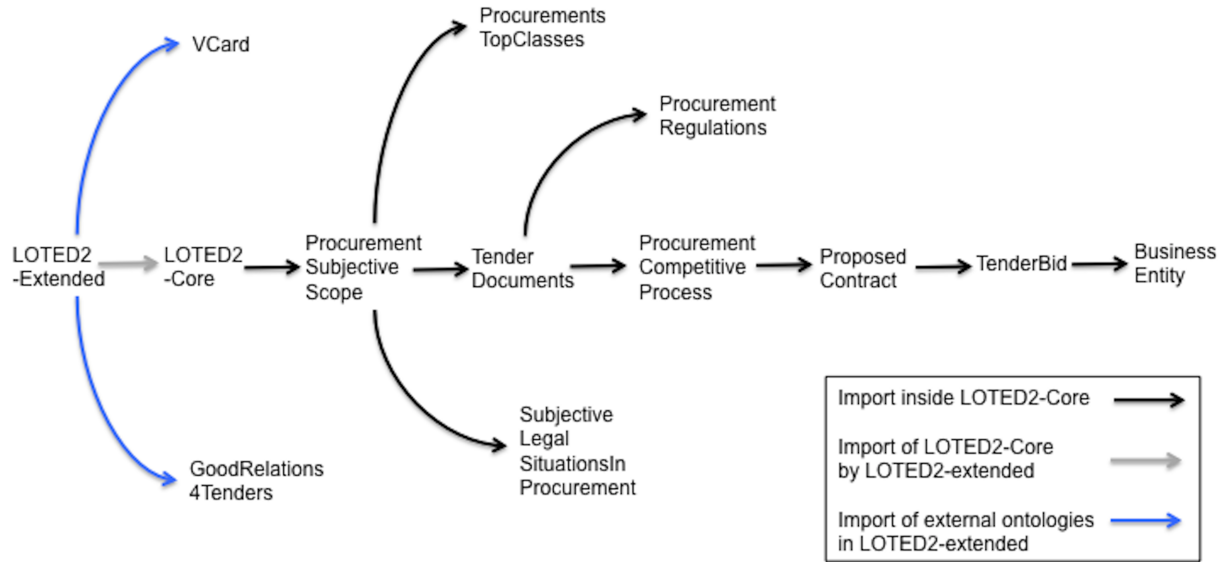 Procurements
TopClasses
VCard
Procurement
Regulations
LOTED2
-Extended
LOTED2
-Core
Procurement
Subjective
Scope
Tender
Documents
Procurement
Competitive
Process
Proposed
Contract
TenderBid
Business
Entity
Subjective
Legal
SituationsIn
Procurement
GoodRelations
4Tenders
Import inside LOTED2-Core
Import of LOTED2-Core
by LOTED2-extended
Import of external ontologies
in LOTED2-extended